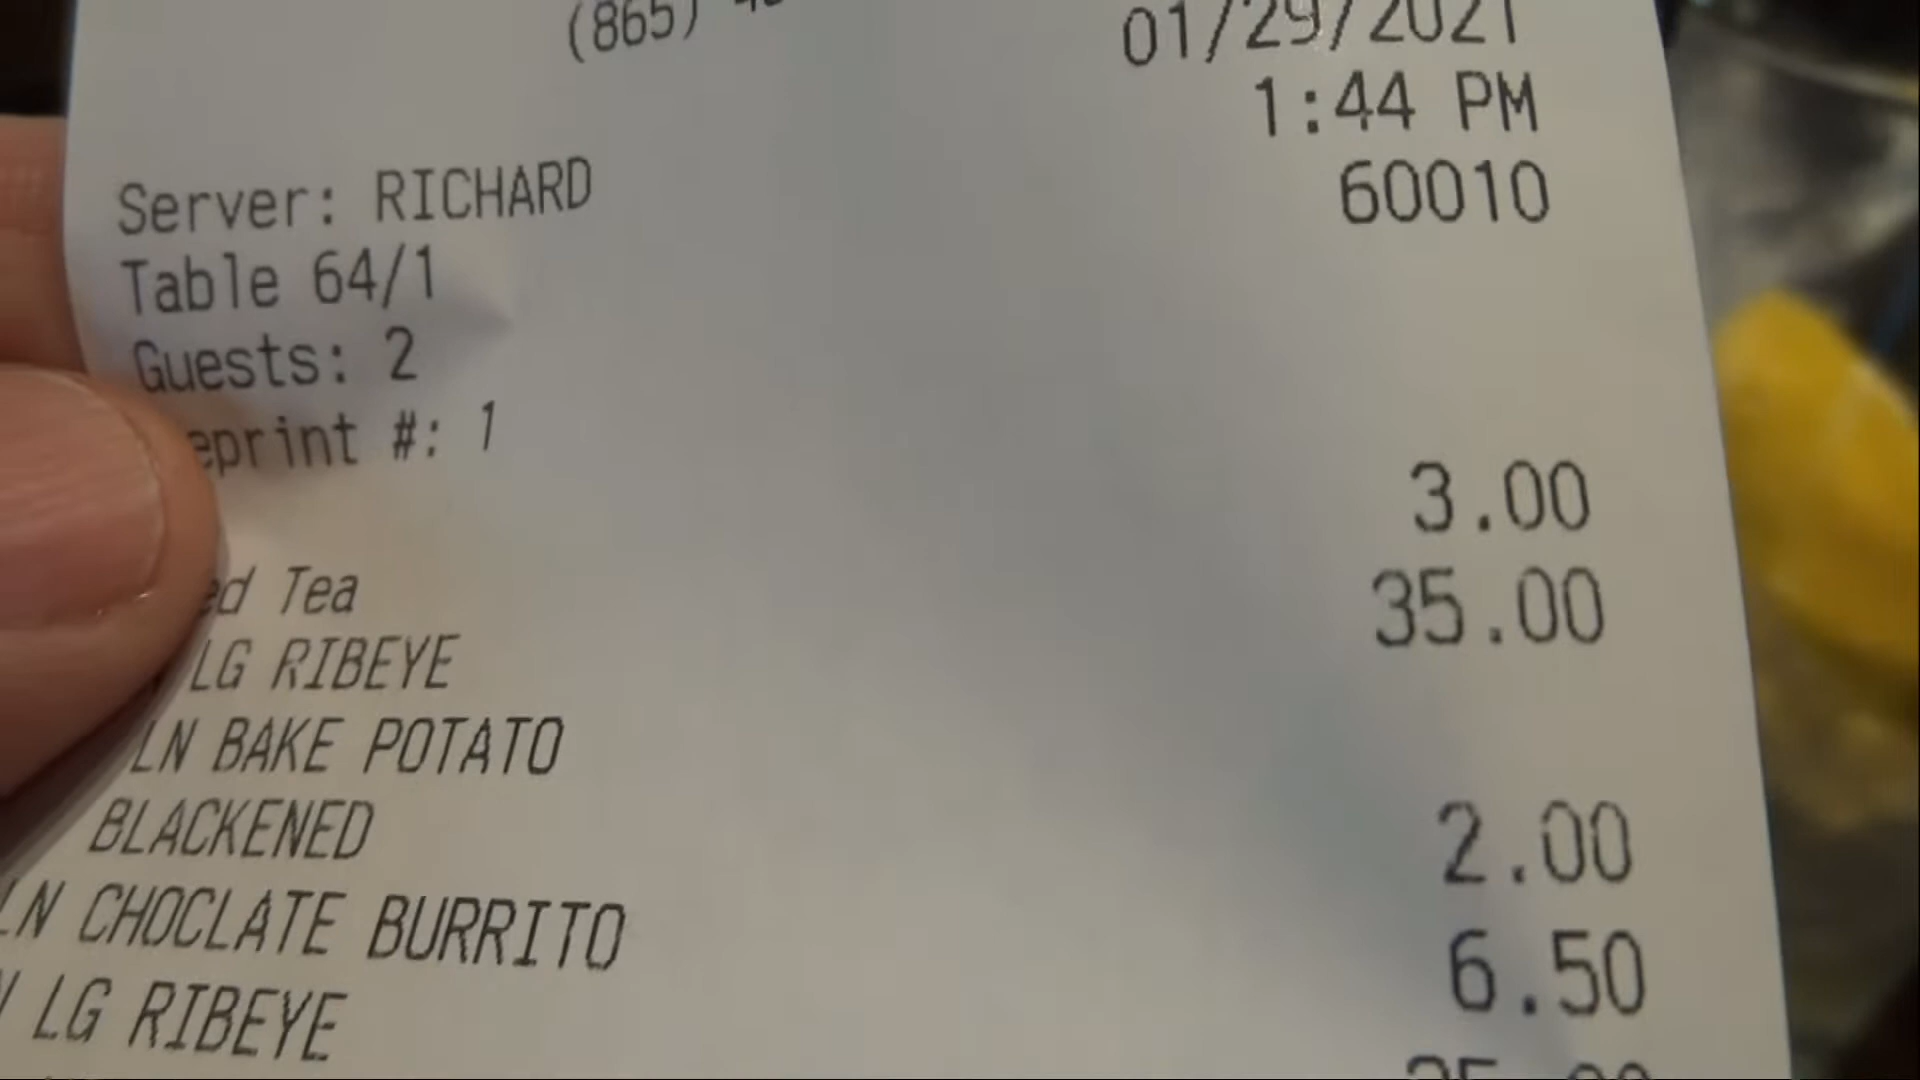 (865)
01/29/2021
1:44 PM
Server: RICHARD
60010
Table 64/1
Guests: 2
eprint #: 1
ed Tea 3.00
LG RIBEYE 35.00
LN BAKE POTATO
BLACKENED 2.00
LN CHOCLATE BURRITO 6.50
LG RIBEYE